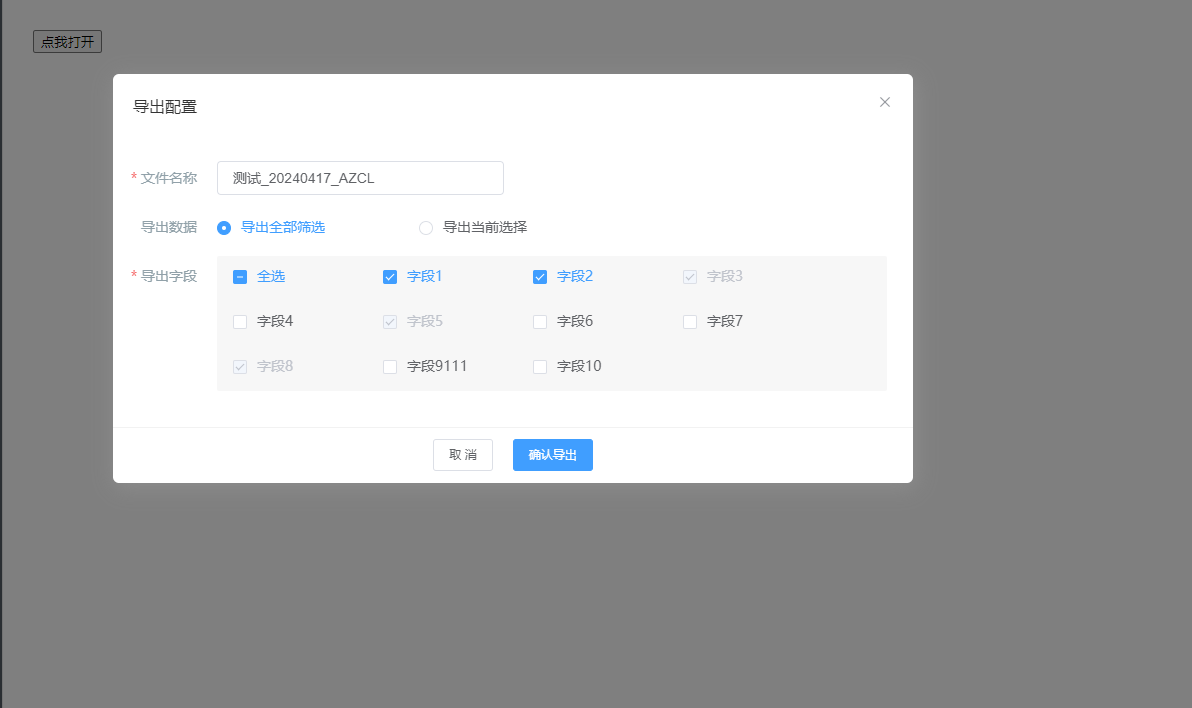 点我打开
导出配置
* 文件名称 测试_20240417_AZCL
导出数据 导出全部筛选 导出当前选择
* 导出字段 全选 字段1 字段2 字段3
字段4 字段5 字段6 字段7
字段8 字段9111 字段10
取 消 确认导出